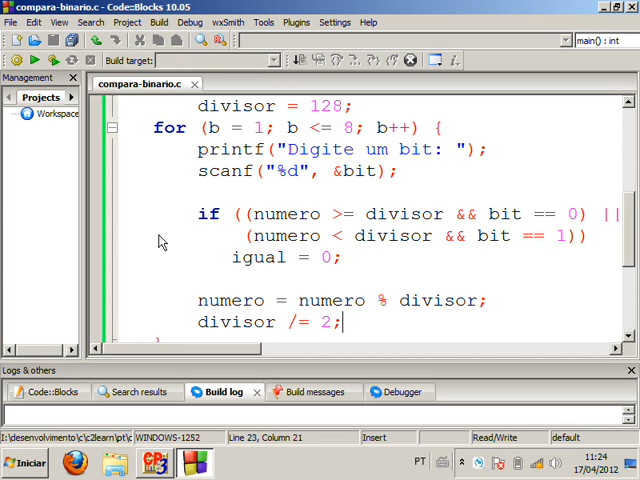 compara-binario.c - Code::Blocks 10.05
File Edit View Search Project Build Debug wxSmith Tools Plugins Settings Help
main() : int
Build target:
Management
Projects
Workspace
compara-binario.c
divisor = 128;
for (b = 1; b <= 8; b++) {
printf("Digite um bit: ");
scanf("%d", &bit);
if ((numero >= divisor && bit == 0) ||
(numero < divisor && bit == 1))
igual = 0;
numero = numero % divisor;
divisor /= 2;
}
Logs & others
Code::Blocks Search results Build log Build messages Debugger
I:\desenvolvimento\c2learn\pt\c WINDOWS-1252 Line 23, Column 21 Insert Read/Write default
Iniciar PT 11:24
17/04/2012